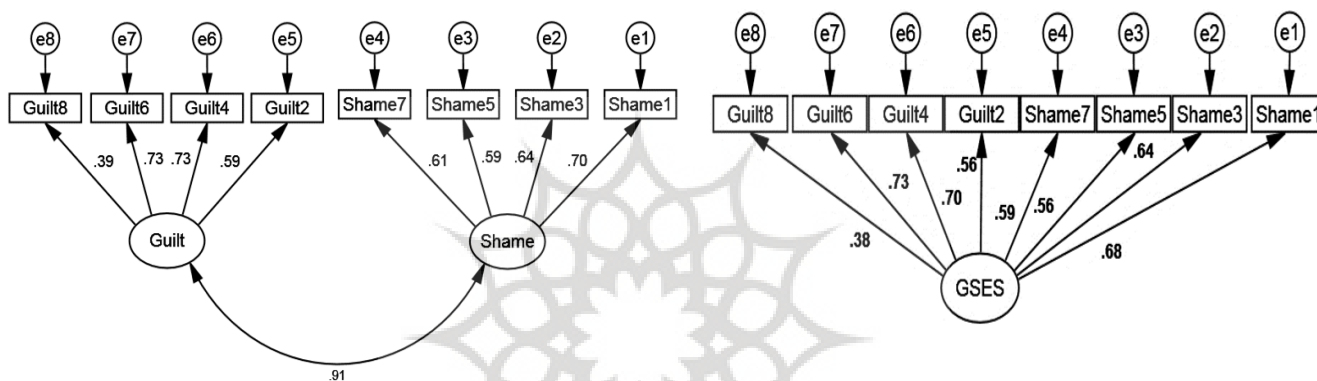 e8 e7 e6 e5 e4 e3 e2 e1
Guilt8 Guilt6 Guilt4 Guilt2 Shame7 Shame5 Shame3 Shame1
.39 .73 .73 .59 .61 .59 .64 .70
Guilt Shame
.91
e8 e7 e6 e5 e4 e3 e2 e1
Guilt8 Guilt6 Guilt4 Guilt2 Shame7 Shame5 Shame3 Shame1
.38 .73 .70 .56 .59 .56 .64 .68
GSES